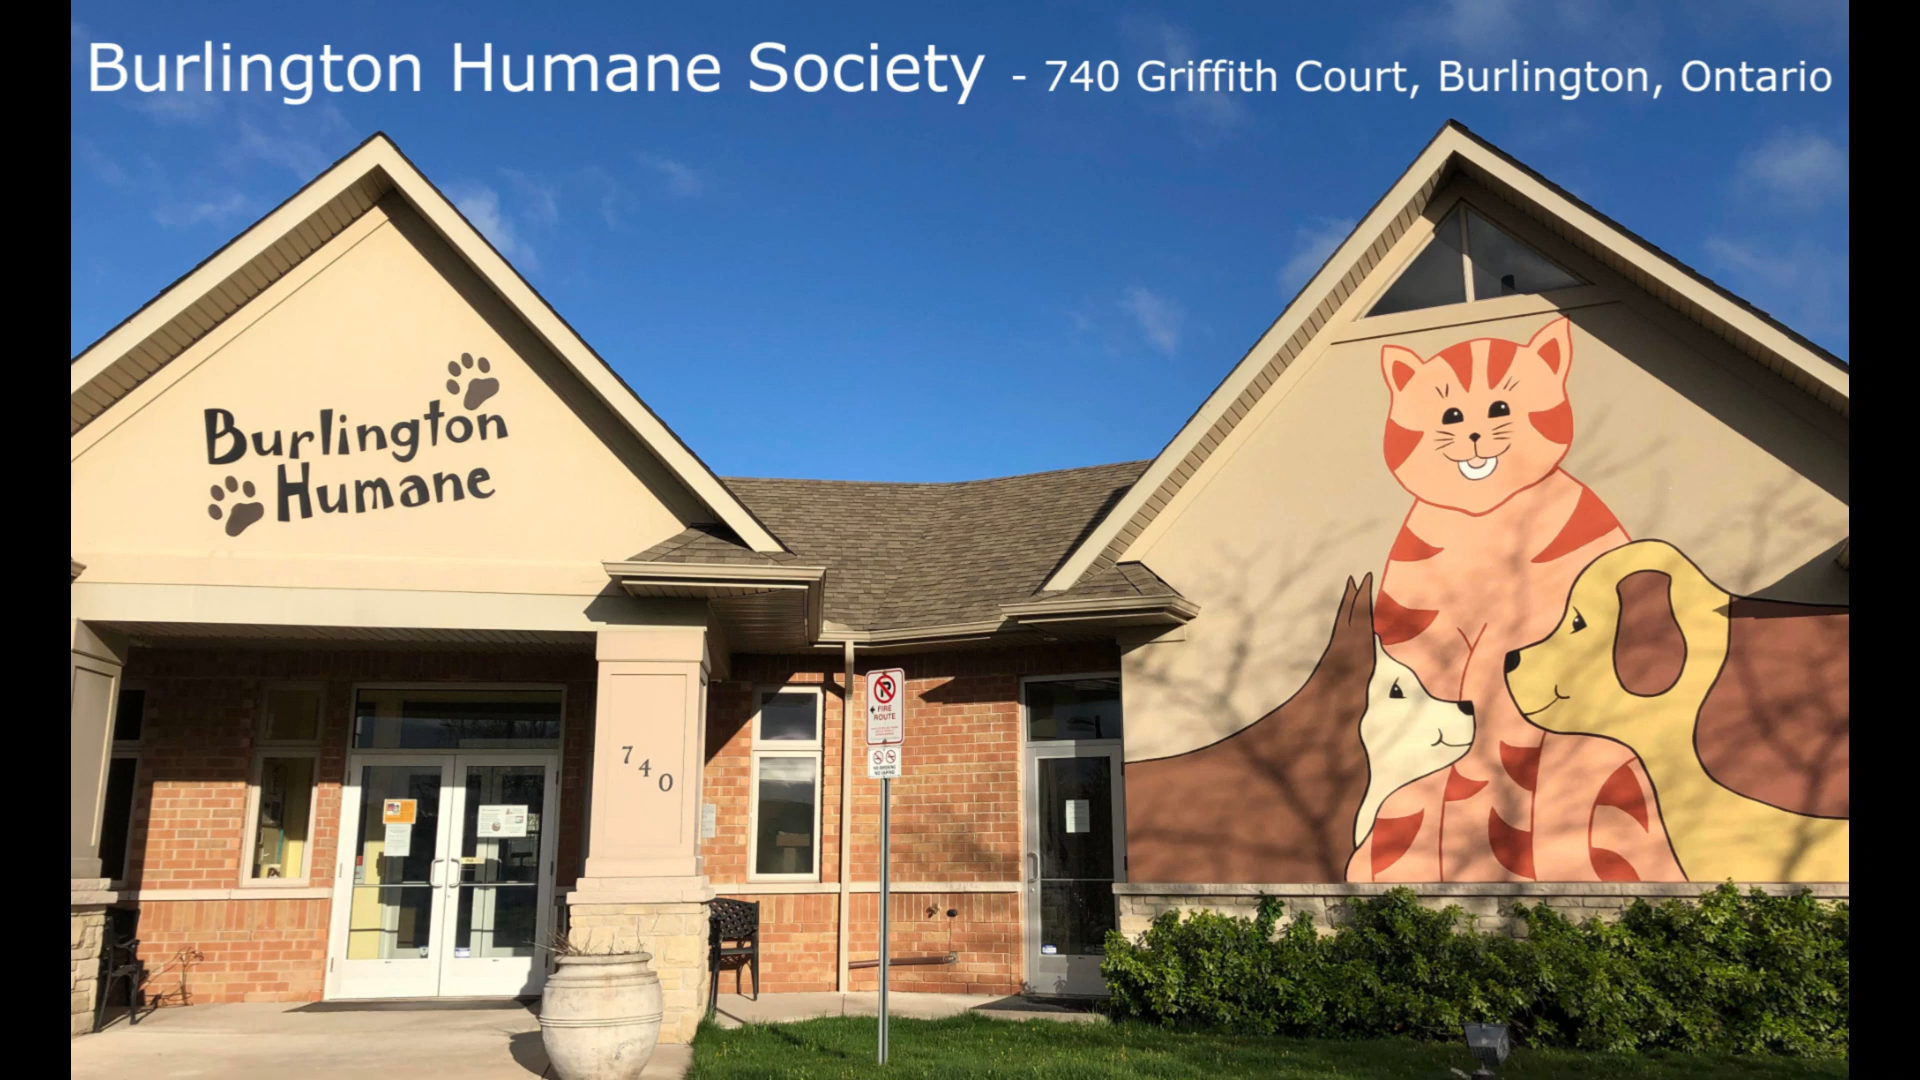 Burlington Humane Society - 740 Griffith Court, Burlington, Ontario
Burlington
Humane
740
FIRE
ROUTE